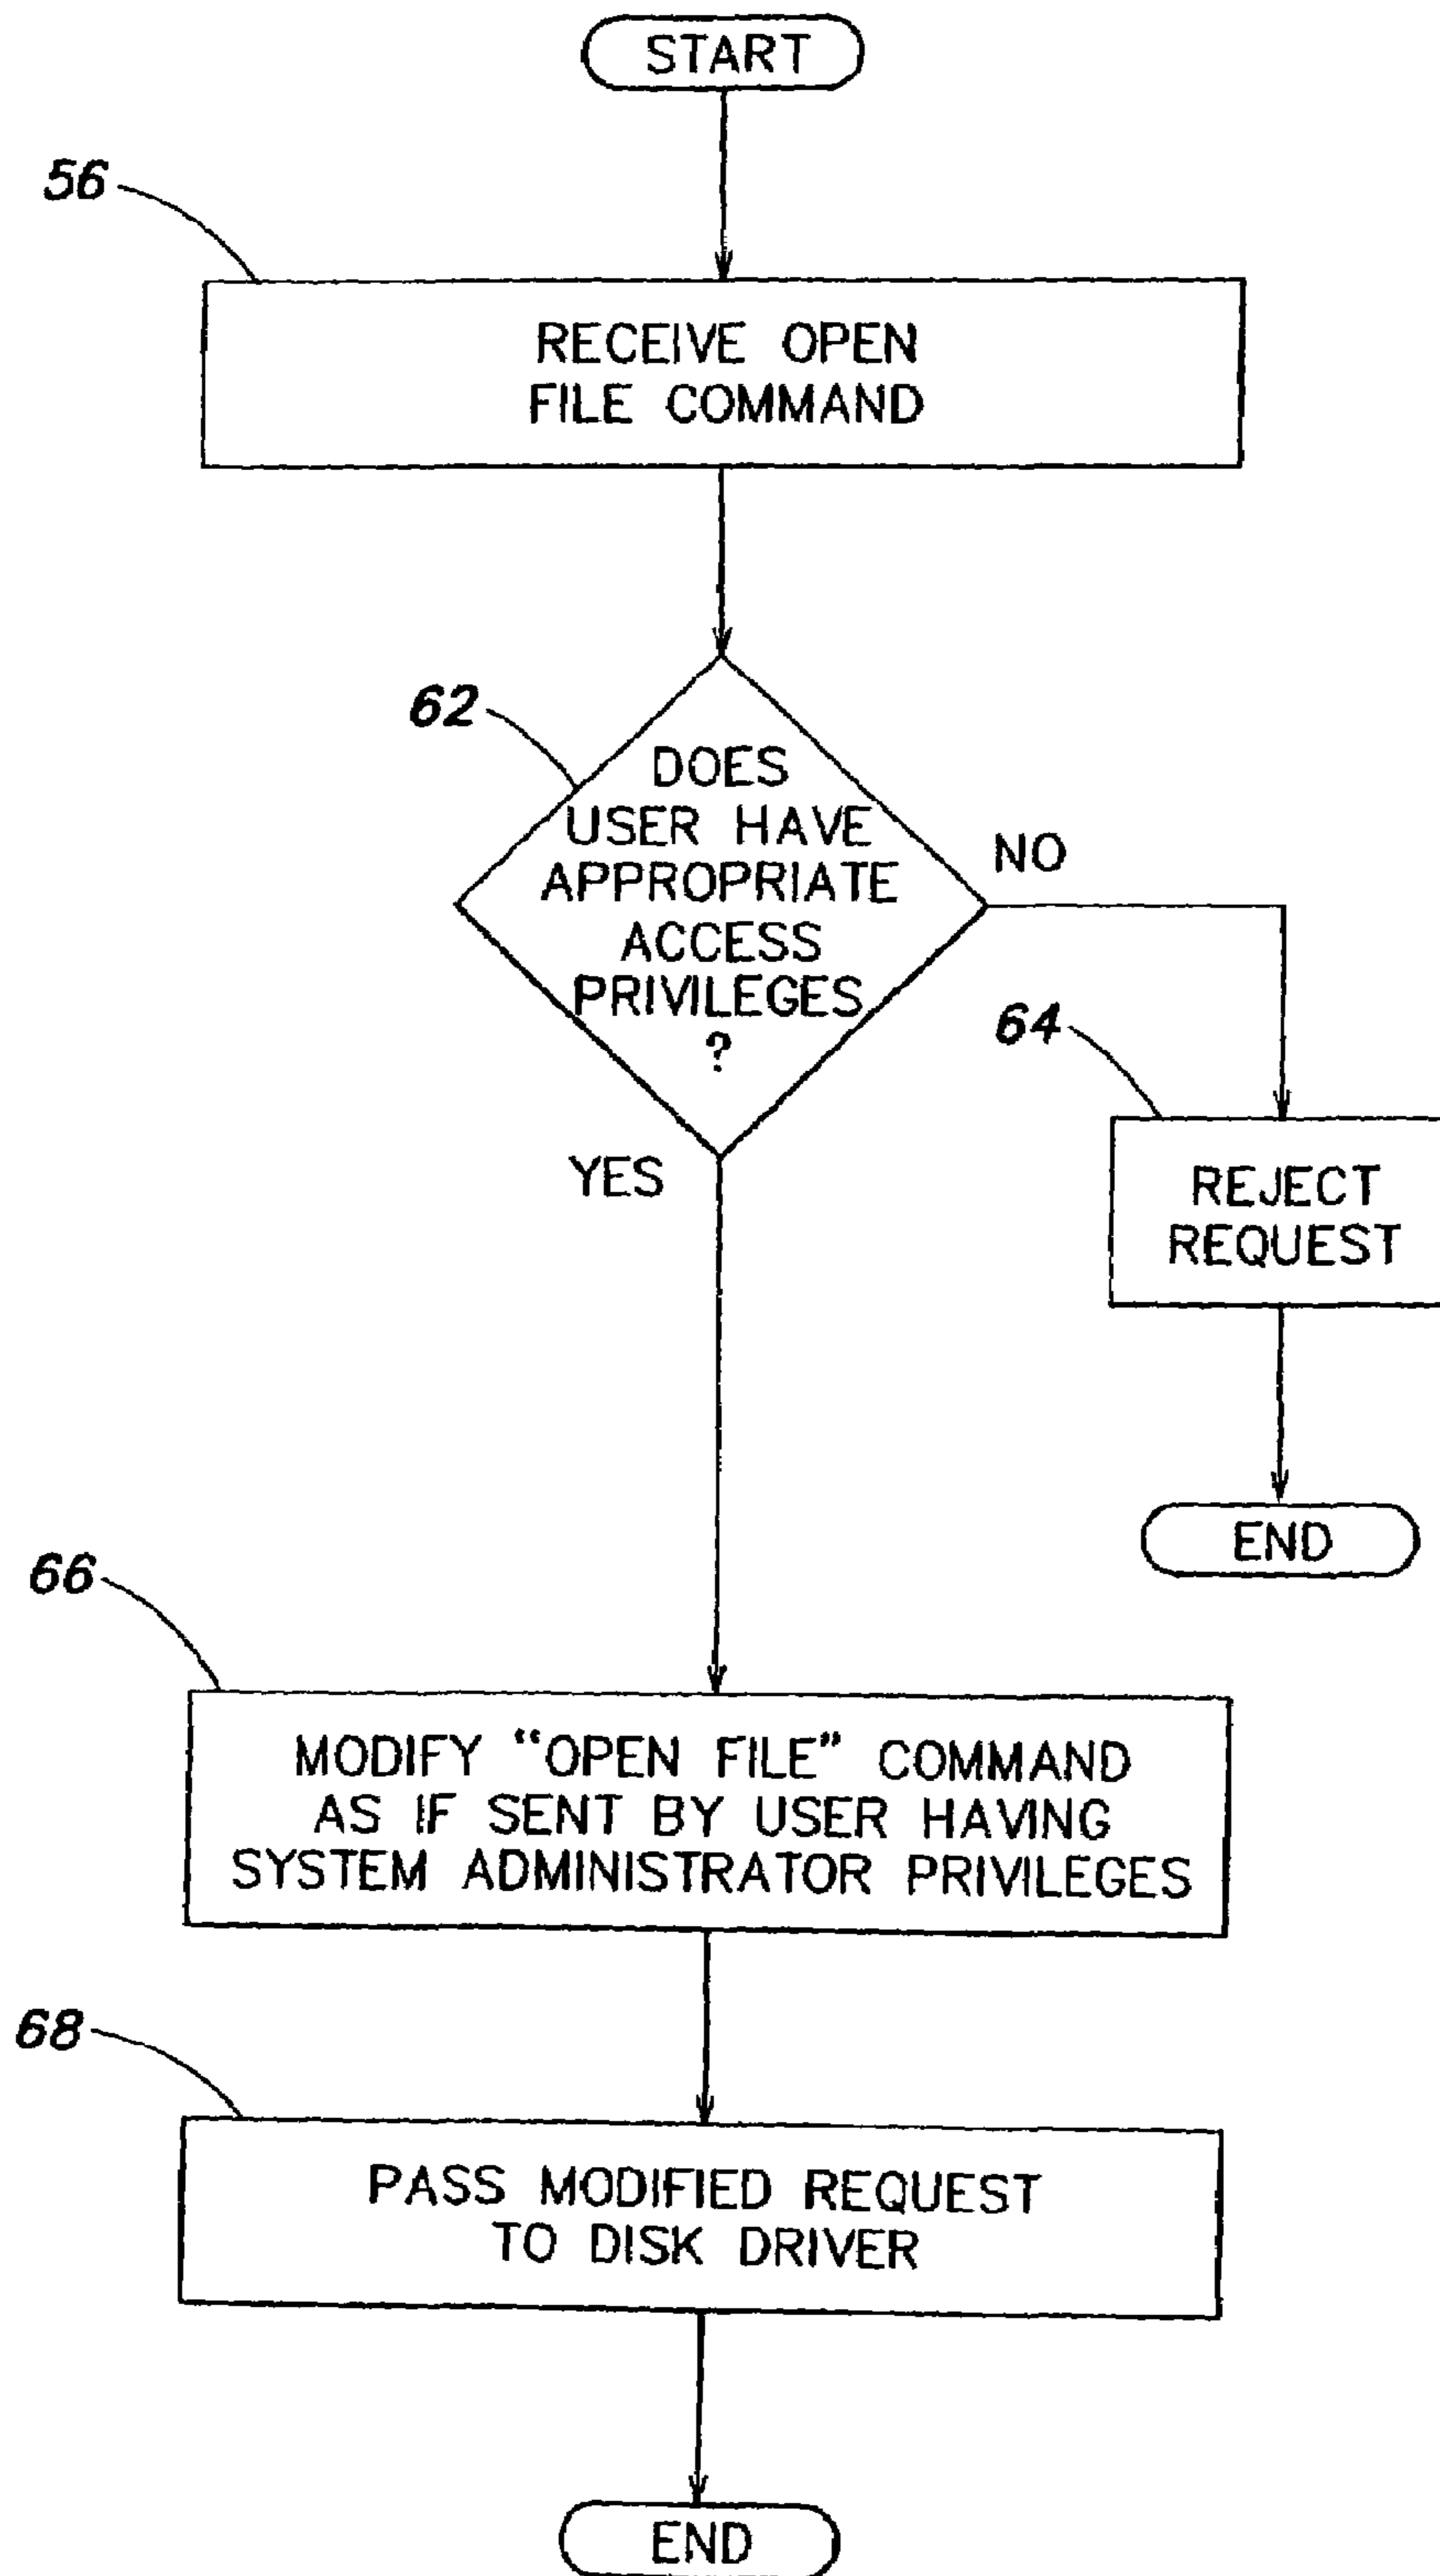 START
56
RECEIVE OPEN
FILE COMMAND
62
DOES
USER HAVE
APPROPRIATE
ACCESS
PRIVILEGES
?
NO
YES
64
REJECT
REQUEST
END
66
MODIFY “OPEN FILE” COMMAND
AS IF SENT BY USER HAVING
SYSTEM ADMINISTRATOR PRIVILEGES
68
PASS MODIFIED REQUEST
TO DISK DRIVER
END